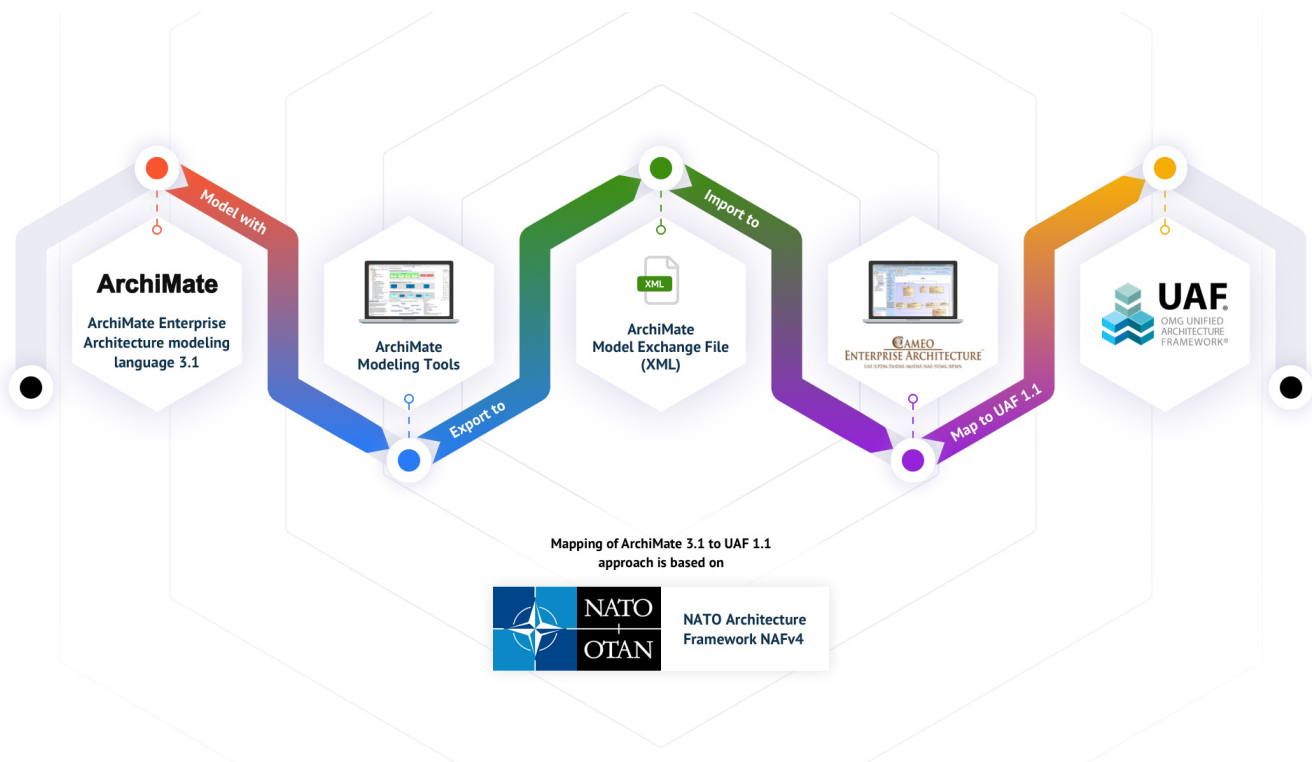 Model with
ArchiMate
ArchiMate Enterprise
Architecture modeling
language 3.1
ArchiMate
Modeling Tools
Export to
XML
ArchiMate
Model Exchange File
(XML)
Import to
CAMEO
ENTERPRISE ARCHITECTURE
Map to UAF 1.1
UAF®
OMG UNIFIED
ARCHITECTURE
FRAMEWORK®
Mapping of ArchiMate 3.1 to UAF 1.1
approach is based on
NATO
OTAN
NATO Architecture
Framework NAFv4